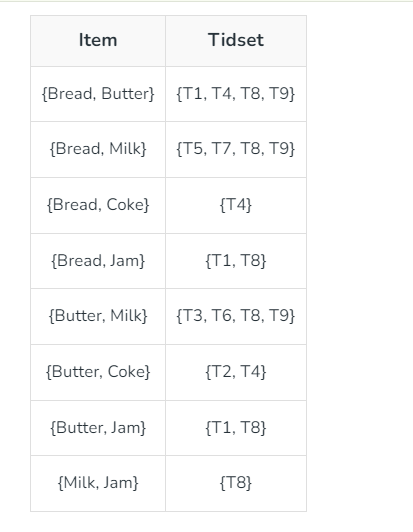 Item Tidset
{Bread, Butter} {T1, T4, T8, T9}
{Bread, Milk} {T5, T7, T8, T9}
{Bread, Coke} {T4}
{Bread, Jam} {T1, T8}
{Butter, Milk} {T3, T6, T8, T9}
{Butter, Coke} {T2, T4}
{Butter, Jam} {T1, T8}
{Milk, Jam} {T8}